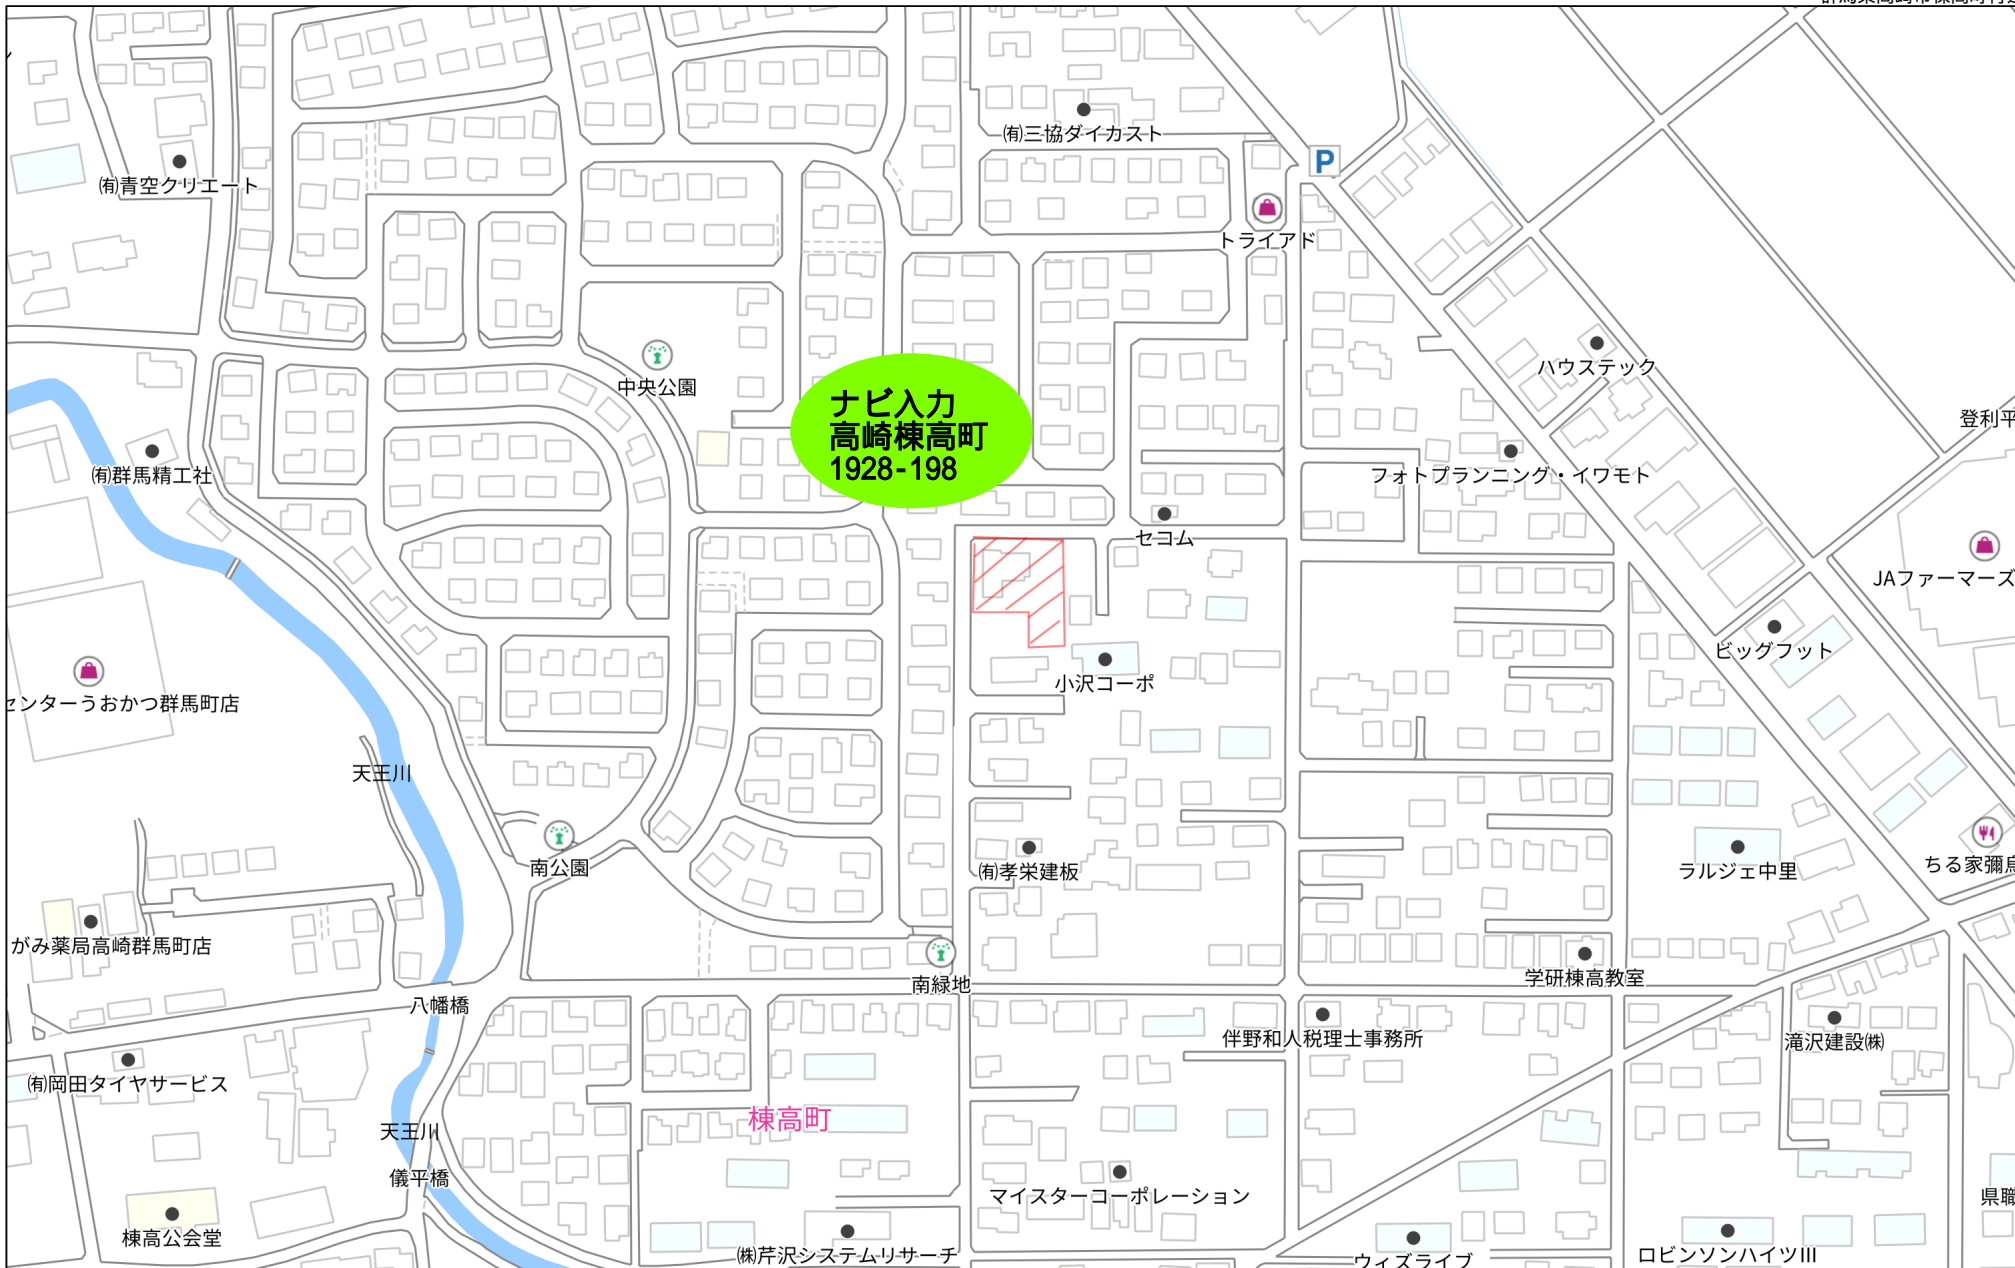 ㈲三協ダイカスト
P
㈲青空クリエート
トライアド
中央公園
ハウステック
ナビ入力
高崎棟高町
1928-198
登利平
㈲群馬精工社
フォトプランニング・イワモト
セコム
JAファーマーズ
ビッグフット
小沢コーポ
センターうおかつ群馬町店
天王川
南公園
㈲孝栄建板
ラルジェ中里
ちる家彌
がみ薬局高崎群馬町店
南緑地
学研棟高教室
八幡橋
伴野和人税理士事務所
滝沢建設㈱
㈲岡田タイヤサービス
棟高町
天王川
儀平橋
マイスターコーポレーション
県職
棟高公会堂
㈱芹沢システムリサーチ
ウィズライブ
ロビンソンハイツIII